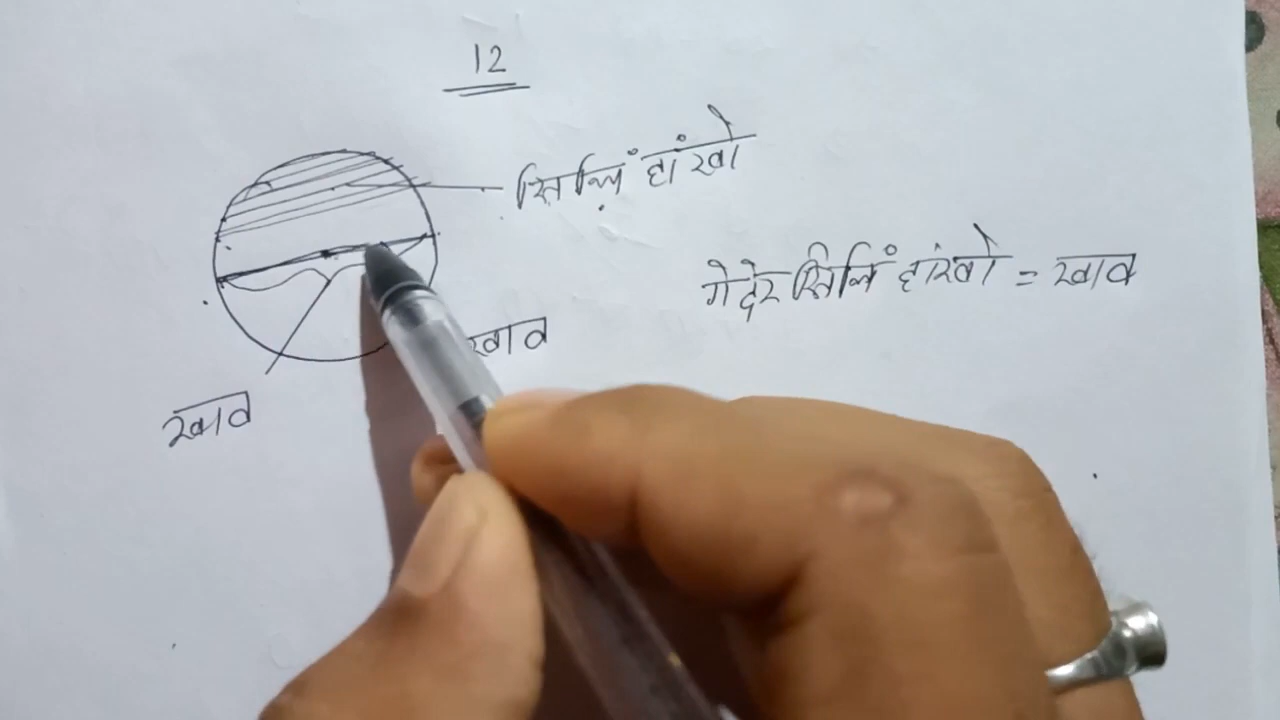 12
सिलिं हांखो
गेदेर सिलिं हांखो = खाव
खाव
खाव